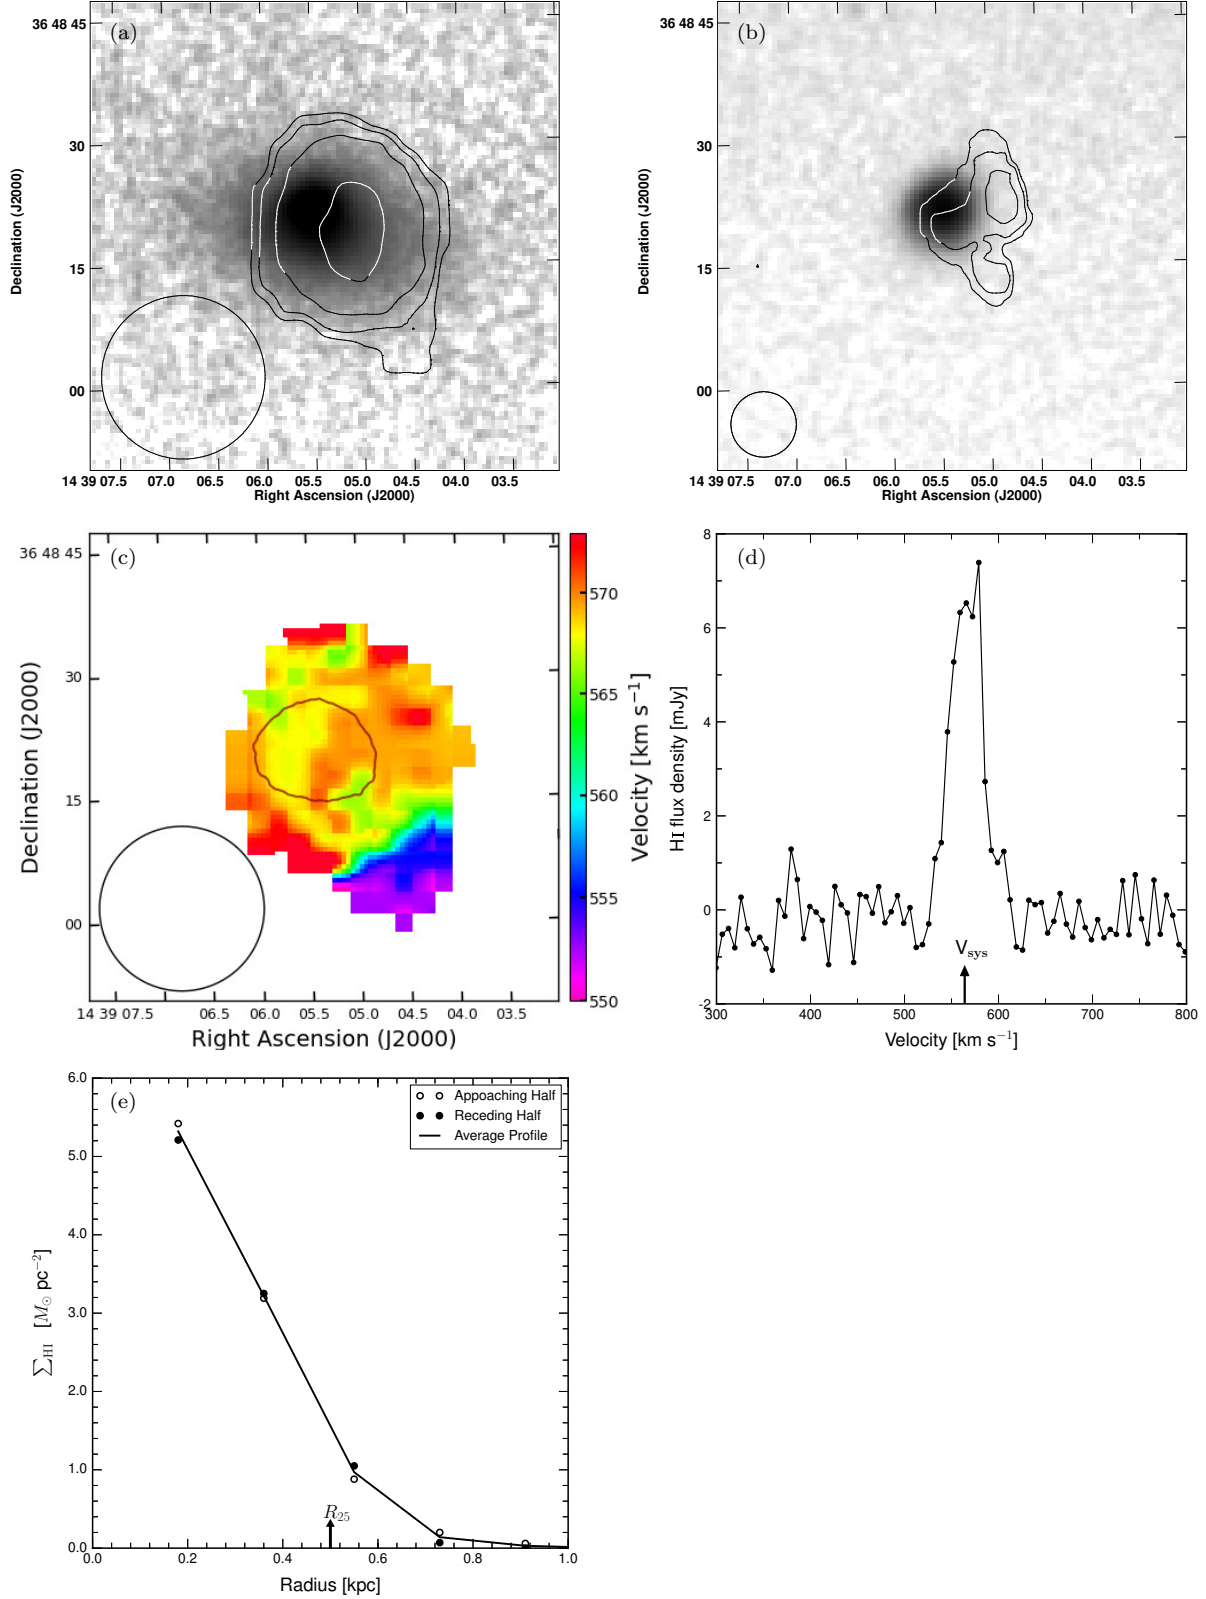 (a)
36 48 45
30
15
00
Declination (J2000)
14 39 07.5 07.0 06.5 06.0 05.5 05.0 04.5 04.0 03.5
Right Ascension (J2000)
(b)
36 48 45
30
15
00
Declination (J2000)
14 39 07.5 07.0 06.5 06.0 05.5 05.0 04.5 04.0 03.5
Right Ascension (J2000)
(c)
36 48 45
30
15
00
Declination (J2000)
14 39 07.5 06.5 06.0 05.5 05.0 04.5 04.0 03.5
Right Ascension (J2000)
570
565
560
555
550
Velocity [km s⁻¹]
(d)
8
6
4
2
0
-2
HI flux density [mJy]
Vsys
300 400 500 600 700 800
Velocity [km s⁻¹]
(e)
Appoaching Half
Receding Half
Average Profile
6.0
5.0
4.0
3.0
2.0
1.0
0.0
∑HI [M⊙ pc⁻²]
R25
0.0 0.2 0.4 0.6 0.8 1.0
Radius [kpc]